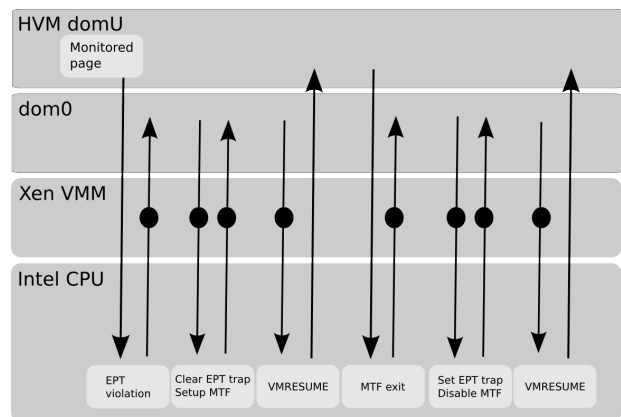 HVM domU
Monitored
page
dom0
Xen VMM
Intel CPU
EPT
violation
Clear EPT trap
Setup MTF
VMRESUME
MTF exit
Set EPT trap
Disable MTF
VMRESUME